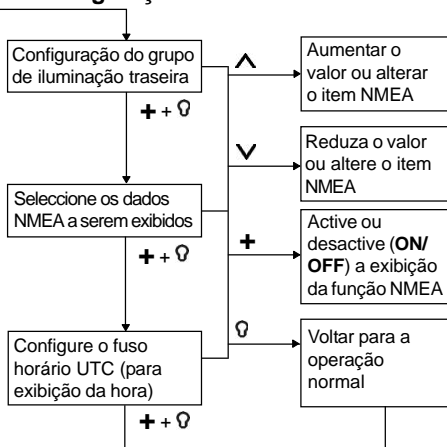 Configuração do grupo
de iluminação traseira
+ +
Seleccione os dados
NMEA a serem exibidos
+ +
Configure o fuso
horário UTC (para
exibição da hora)
+ +
Aumentar o
valor ou alterar
o item NMEA
Reduza o valor
ou altere o item
NMEA
+
Active ou
desactive (ON/
OFF) a exibição
da função NMEA
Voltar para a
operação
normal